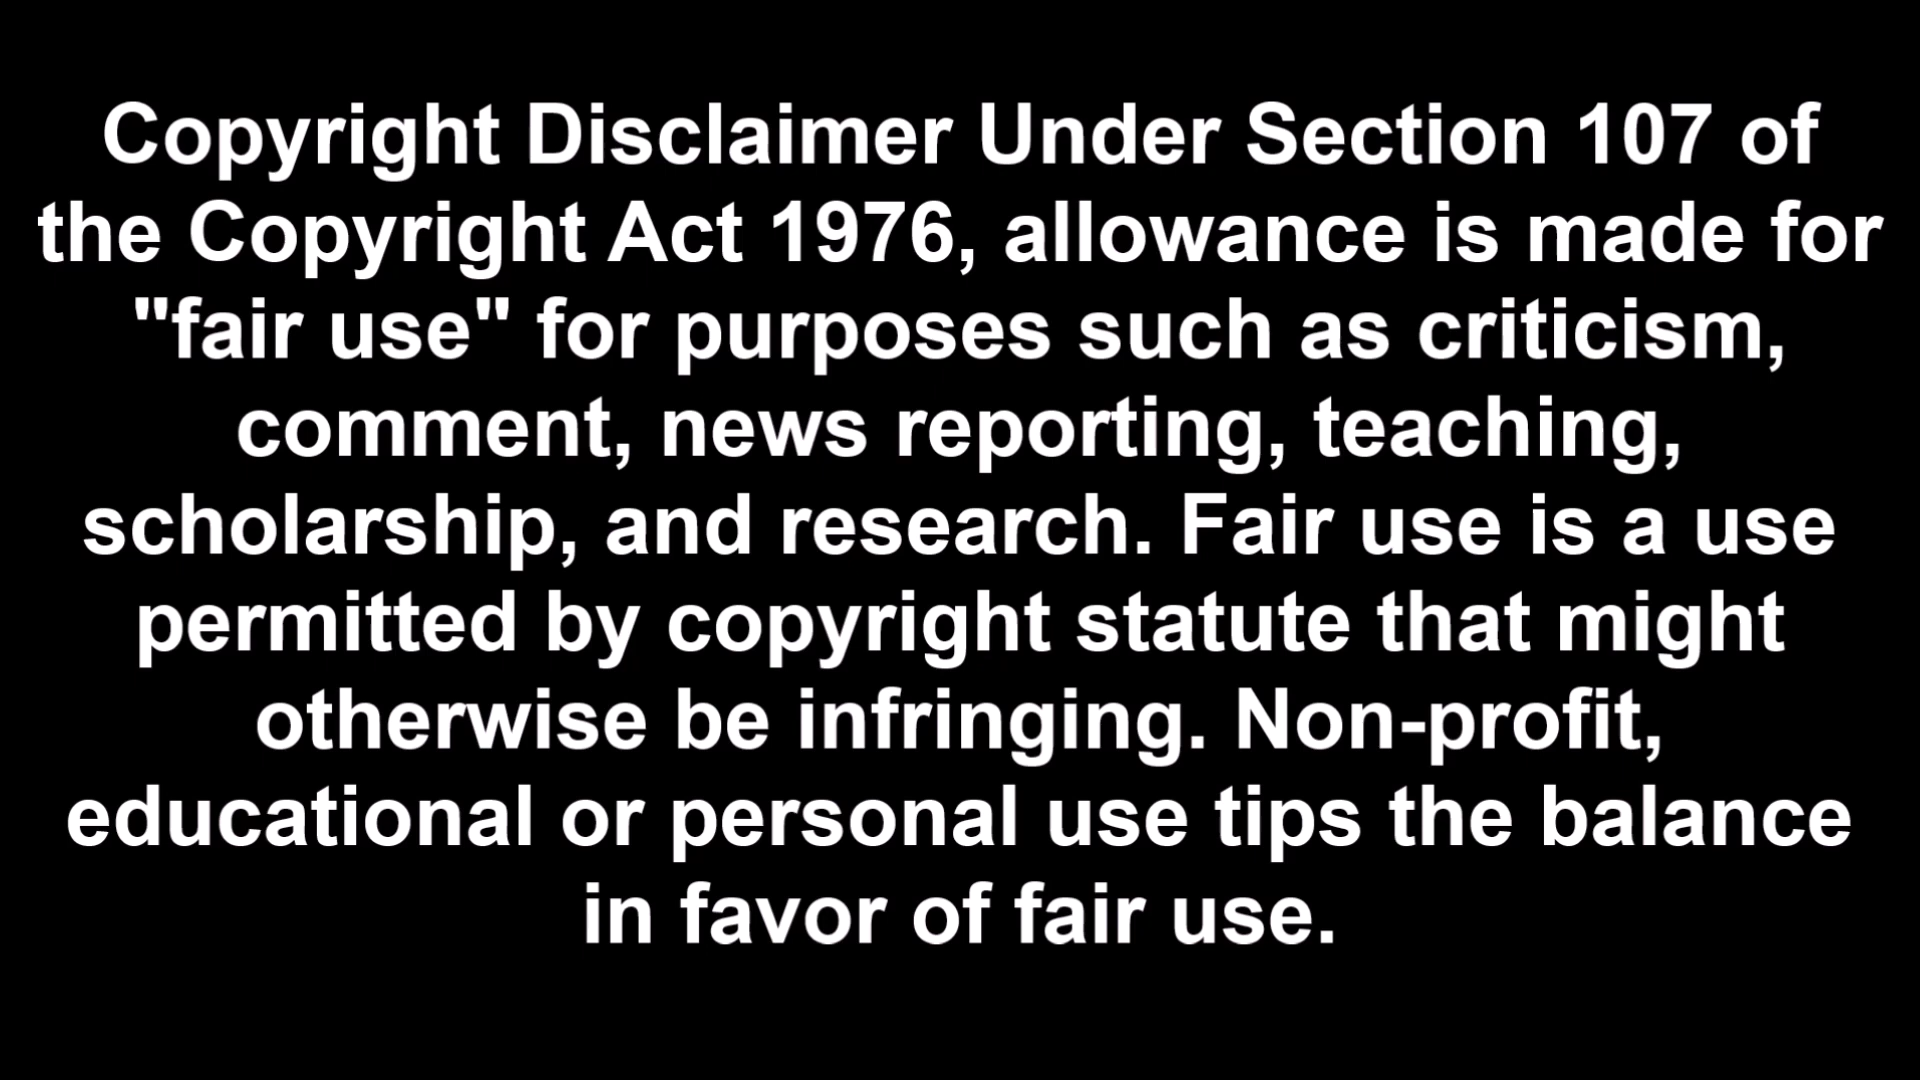 Copyright Disclaimer Under Section 107 of
the Copyright Act 1976, allowance is made for
"fair use" for purposes such as criticism,
comment, news reporting, teaching,
scholarship, and research. Fair use is a use
permitted by copyright statute that might
otherwise be infringing. Non-profit,
educational or personal use tips the balance
in favor of fair use.